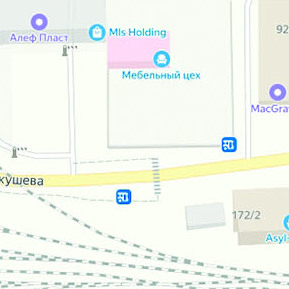 Алеф Пласт
Mls Holding
92
Мебельный цех
MacGra
кушева
172/2
Asyl